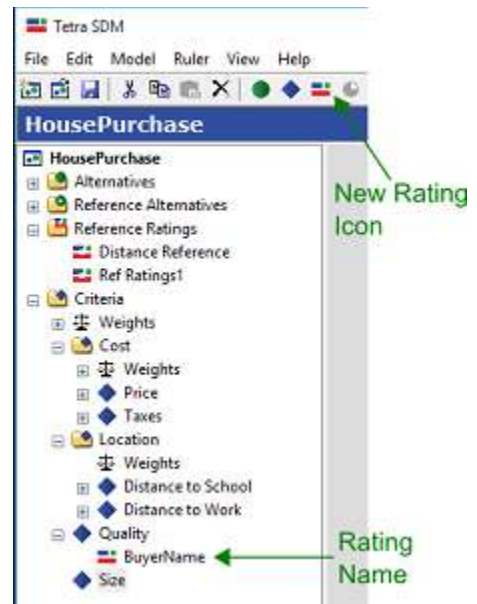 Tetra SDM
File Edit Model Ruler View Help
HousePurchase
HousePurchase
Alternatives
Reference Alternatives
Reference Ratings
Distance Reference
Ref Ratings1
Criteria
Weights
Cost
Weights
Price
Taxes
Location
Weights
Distance to School
Distance to Work
Quality
BuyerName
Size
New Rating
Icon
Rating
Name